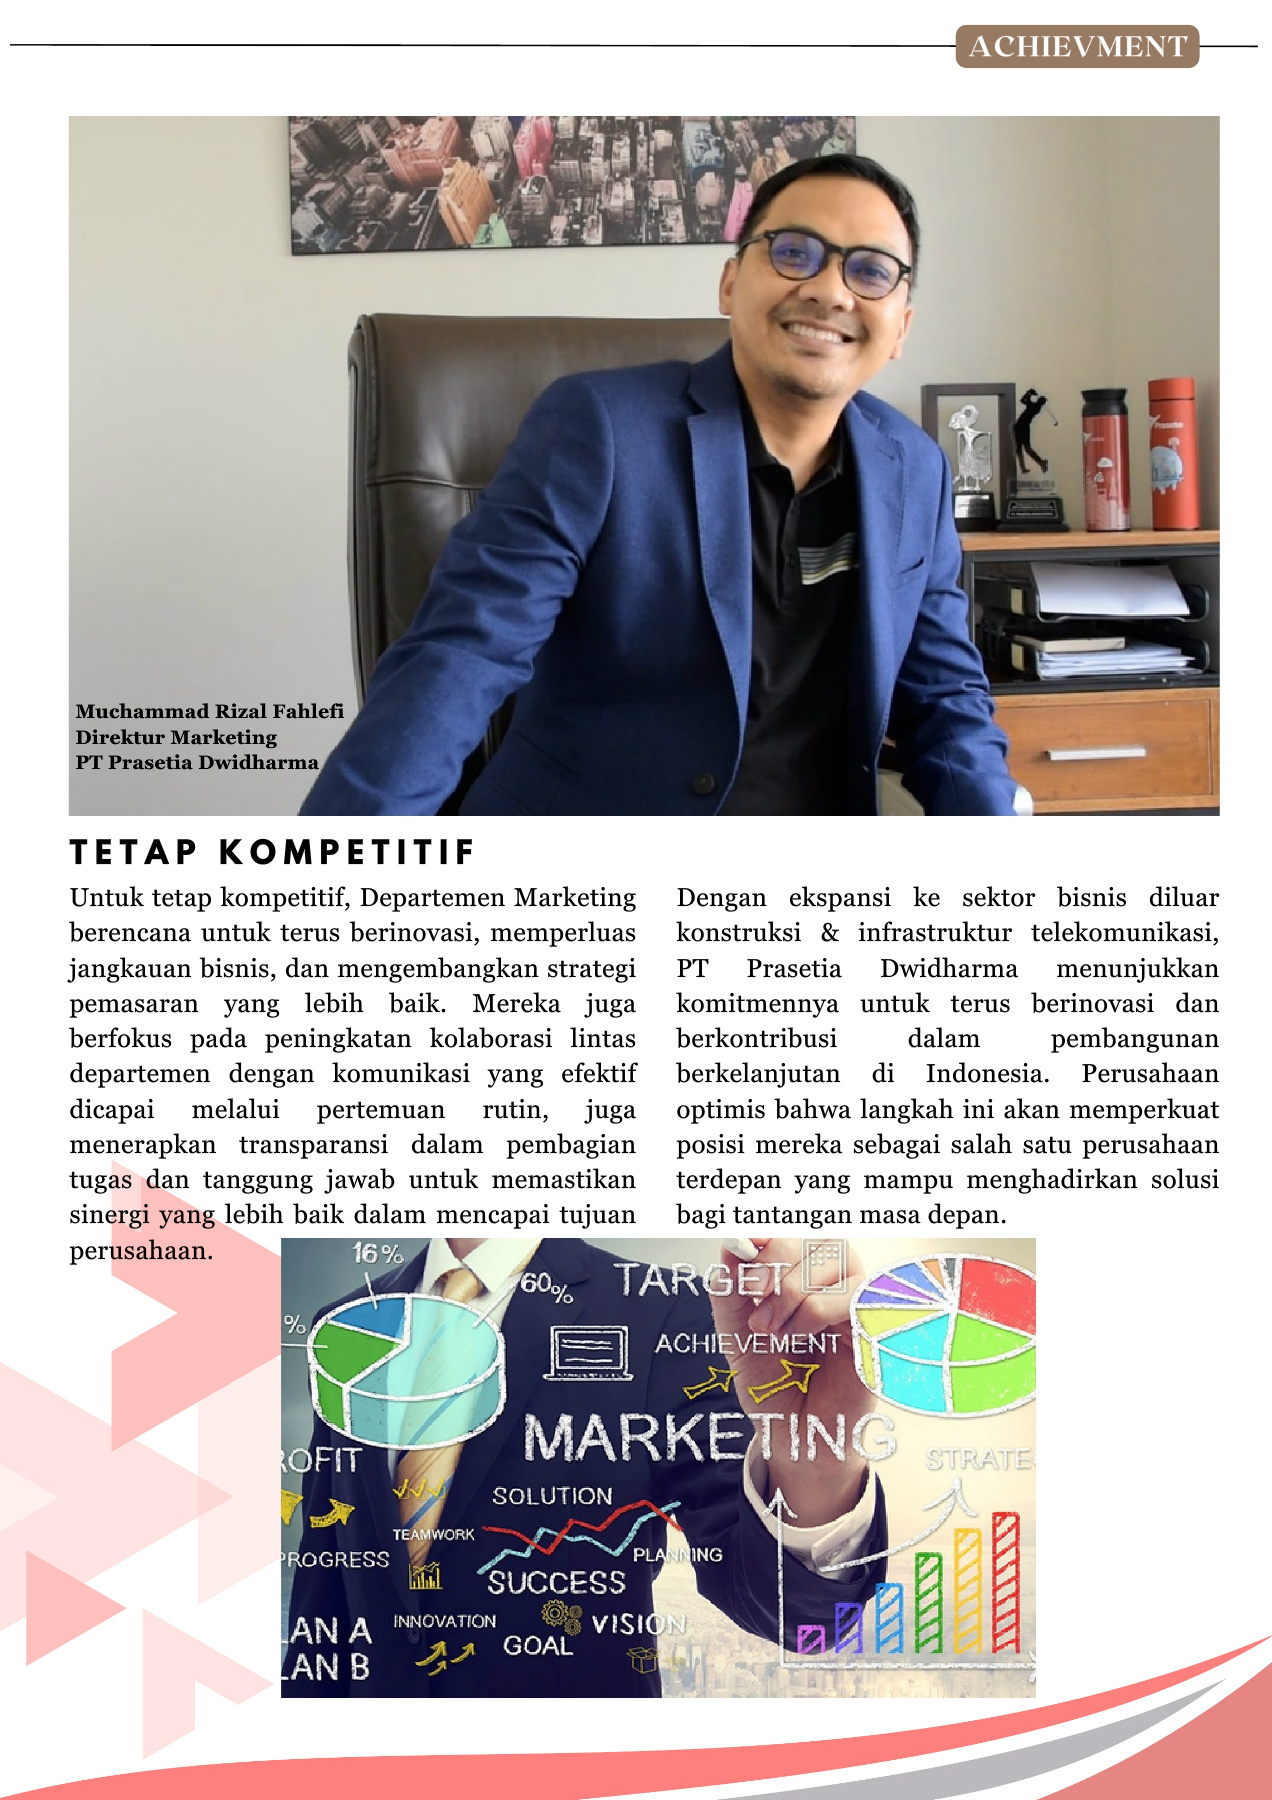 ACHIEVMENT
Muchammad Rizal Fahlefi
Direktur Marketing
PT Prasetia Dwidharma
TETAP KOMPETITIF
Untuk tetap kompetitif, Departemen Marketing
berencana untuk terus berinovasi, memperluas
jangkauan bisnis, dan mengembangkan strategi
pemasaran yang lebih baik. Mereka juga
berfokus pada peningkatan kolaborasi lintas
departemen dengan komunikasi yang efektif
dicapai melalui pertemuan rutin, juga
menerapkan transparansi dalam pembagian
tugas dan tanggung jawab untuk memastikan
sinergi yang lebih baik dalam mencapai tujuan
perusahaan.
Dengan ekspansi ke sektor bisnis diluar
konstruksi & infrastruktur telekomunikasi,
PT Prasetia Dwidharma menunjukkan
komitmennya untuk terus berinovasi dan
berkontribusi dalam pembangunan
berkelanjutan di Indonesia. Perusahaan
optimis bahwa langkah ini akan memperkuat
posisi mereka sebagai salah satu perusahaan
terdepan yang mampu menghadirkan solusi
bagi tantangan masa depan.
16%
60%
%
TARGET
ACHIEVEMENT
MARKETING
ROFIT
STRATE
SOLUTION
TEAMWORK
PROGRESS
PLANNING
SUCCESS
INNOVATION
VISION
GOAL
LAN A
LAN B